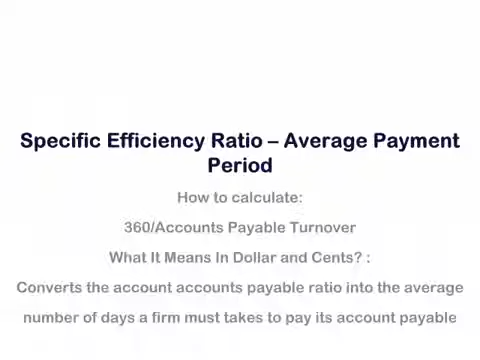 Specific Efficiency Ratio – Average Payment
Period
How to calculate:
360/Accounts Payable Turnover
What It Means In Dollar and Cents? :
Converts the account accounts payable ratio into the average
number of days a firm must takes to pay its account payable